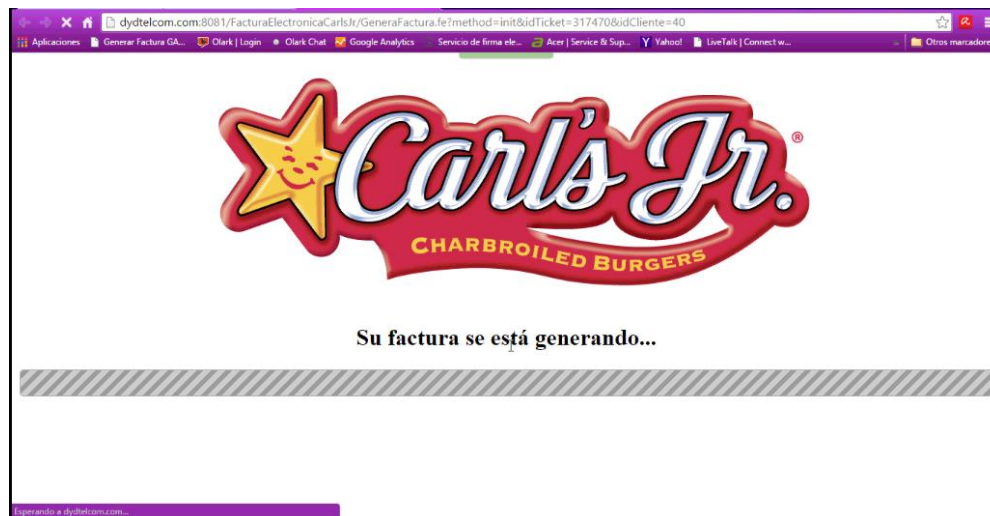 dydtelcom.com:8081/FacturaElectronicaCarlsJr/GeneraFactura.fe?method=init&idTicket=317470&idCliente=40
Aplicaciones Generar Factura GA... Olark | Login Olark Chat Google Analytics Servicio de firma ele... Acer | Service & Sup... Yahoo! LiveTalk | Connect w... Otros marcadore
Carl's Jr.®
CHARBROILED BURGERS
Su factura se está generando...
Esperando a dydtelcom.com...